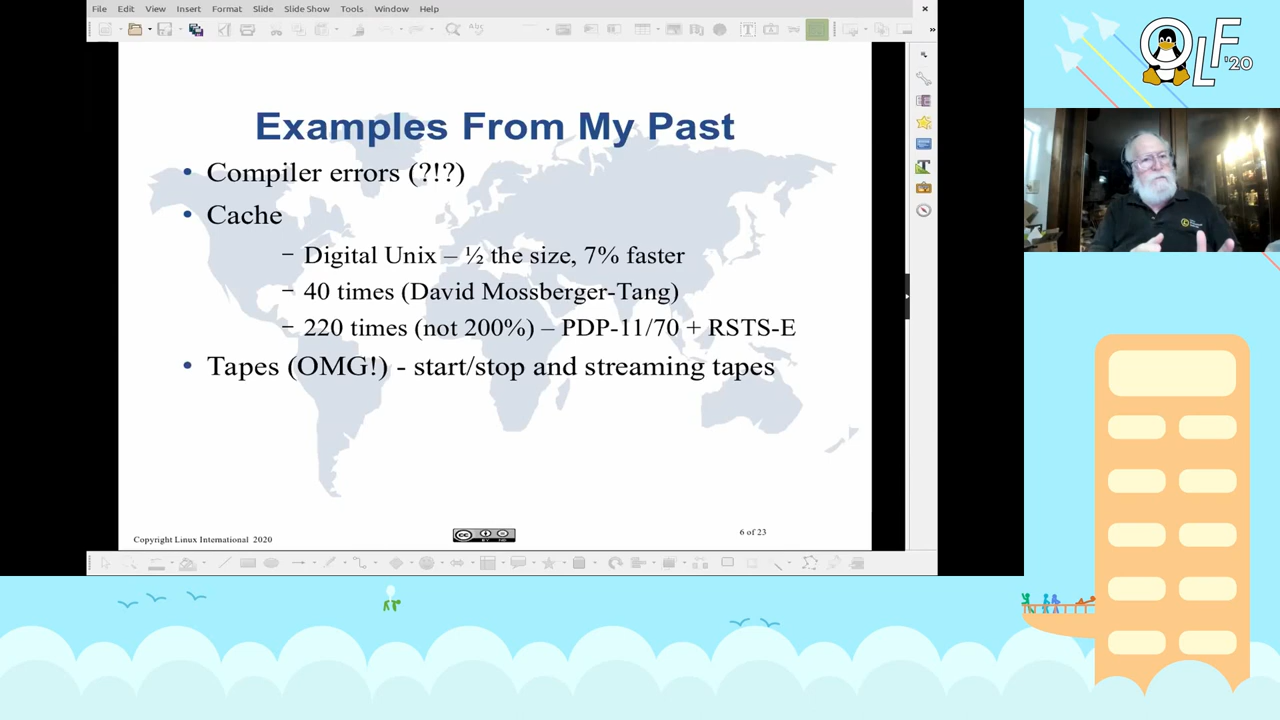 File Edit View Insert Format Slide Slide Show Tools Window Help
OLF '20
Examples From My Past
• Compiler errors (?!?)
• Cache
– Digital Unix – ½ the size, 7% faster
– 40 times (David Mossberger-Tang)
– 220 times (not 200%) – PDP-11/70 + RSTS-E
• Tapes (OMG!) - start/stop and streaming tapes
Copyright Linux International 2020
6 of 23